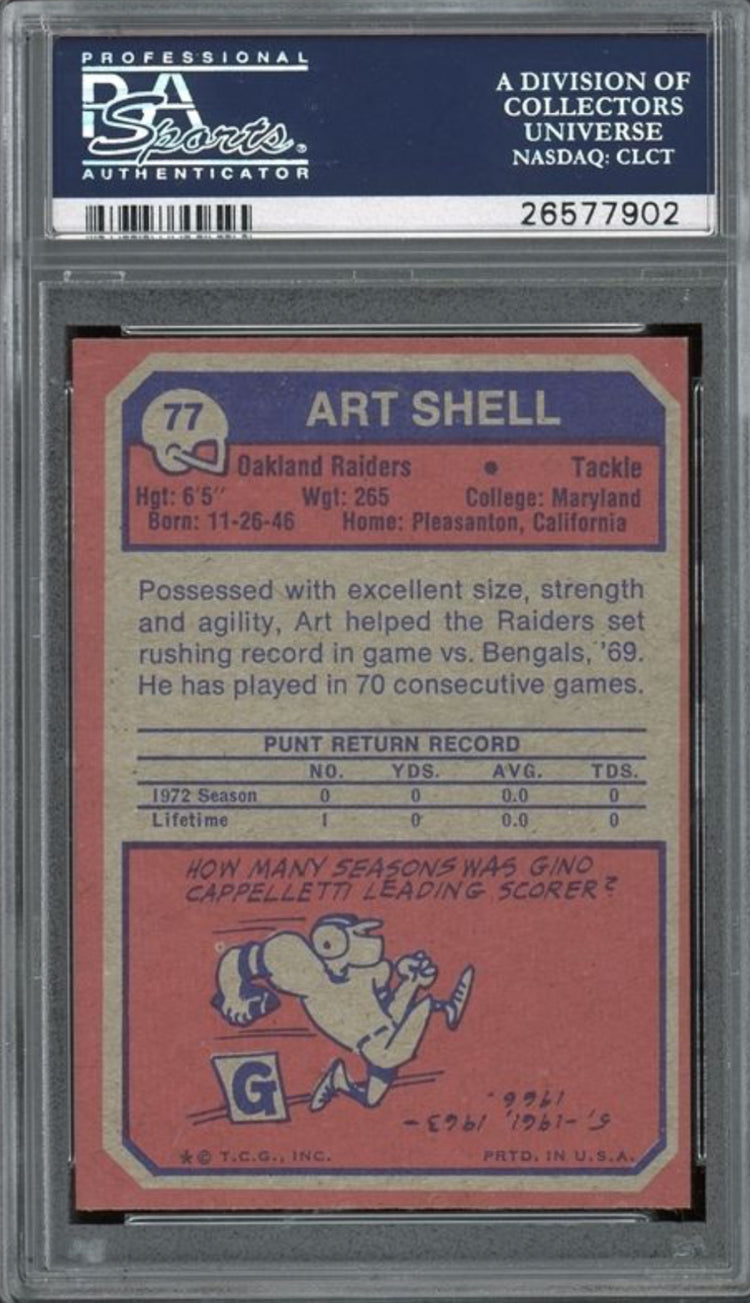 PROFESSIONAL
PSA
Sports
AUTHENTICATOR
A DIVISION OF
COLLECTORS
UNIVERSE
NASDAQ: CLCT
26577902
77
ART SHELL
Oakland Raiders • Tackle
Hgt: 6'5" Wgt: 265 College: Maryland
Born: 11-26-46 Home: Pleasanton, California
Possessed with excellent size, strength
and agility, Art helped the Raiders set
rushing record in game vs. Bengals, '69.
He has played in 70 consecutive games.
PUNT RETURN RECORD
NO. YDS. AVG. TDS.
1972 Season 0 0 0.0 0
Lifetime 1 0 0.0 0
HOW MANY SEASONS WAS GINO
CAPPELLETTI LEADING SCORER?
G
5,-1961, 1963-
1966.
*© T.C.G., INC. PRTD. IN U.S.A.